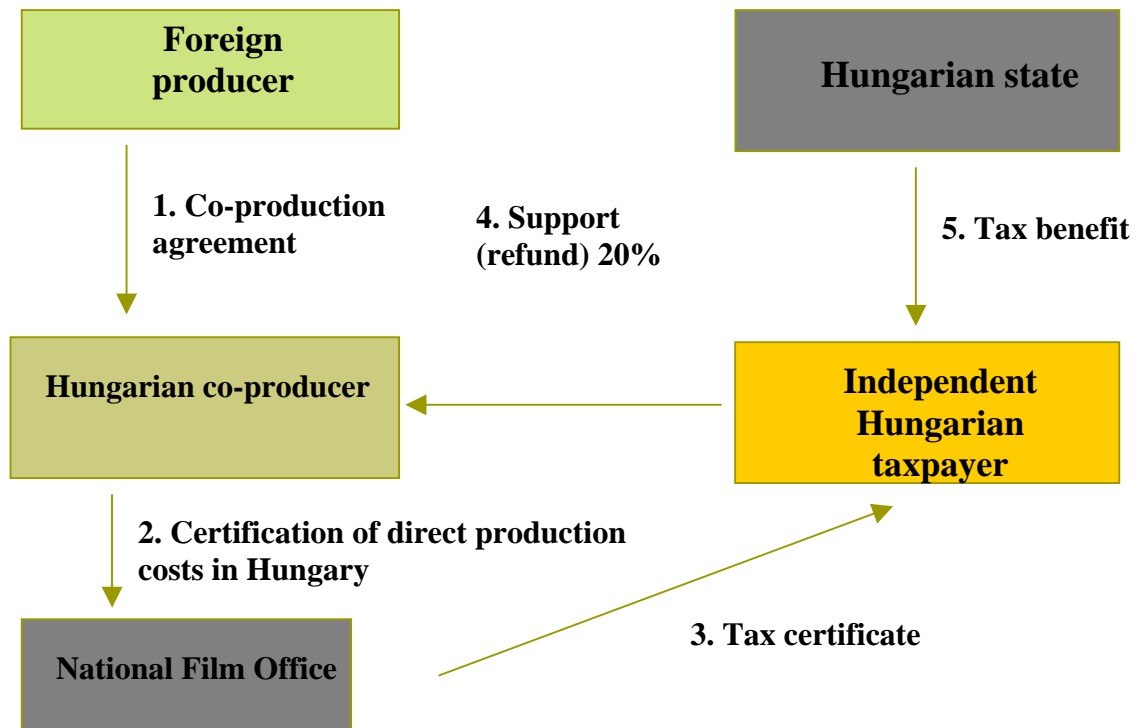 Foreign
producer
Hungarian state
1. Co-production
agreement
4. Support
(refund) 20%
5. Tax benefit
Hungarian co-producer
Independent
Hungarian
taxpayer
2. Certification of direct production
costs in Hungary
3. Tax certificate
National Film Office